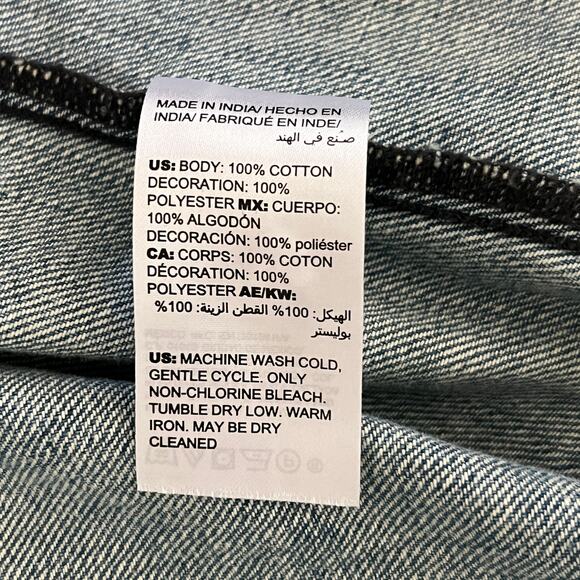 MADE IN INDIA/ HECHO EN
INDIA/ FABRIQUÉ EN INDE/
صنع في الهند
US: BODY: 100% COTTON
DECORATION: 100%
POLYESTER MX: CUERPO:
100% ALGODÓN
DECORACIÓN: 100% poliéster
CA: CORPS: 100% COTON
DÉCORATION: 100%
POLYESTER AE/KW:
الهيكل: 100% القطن الزينة: 100%
بوليستر
US: MACHINE WASH COLD,
GENTLE CYCLE. ONLY
NON-CHLORINE BLEACH.
TUMBLE DRY LOW. WARM
IRON. MAY BE DRY
CLEANED